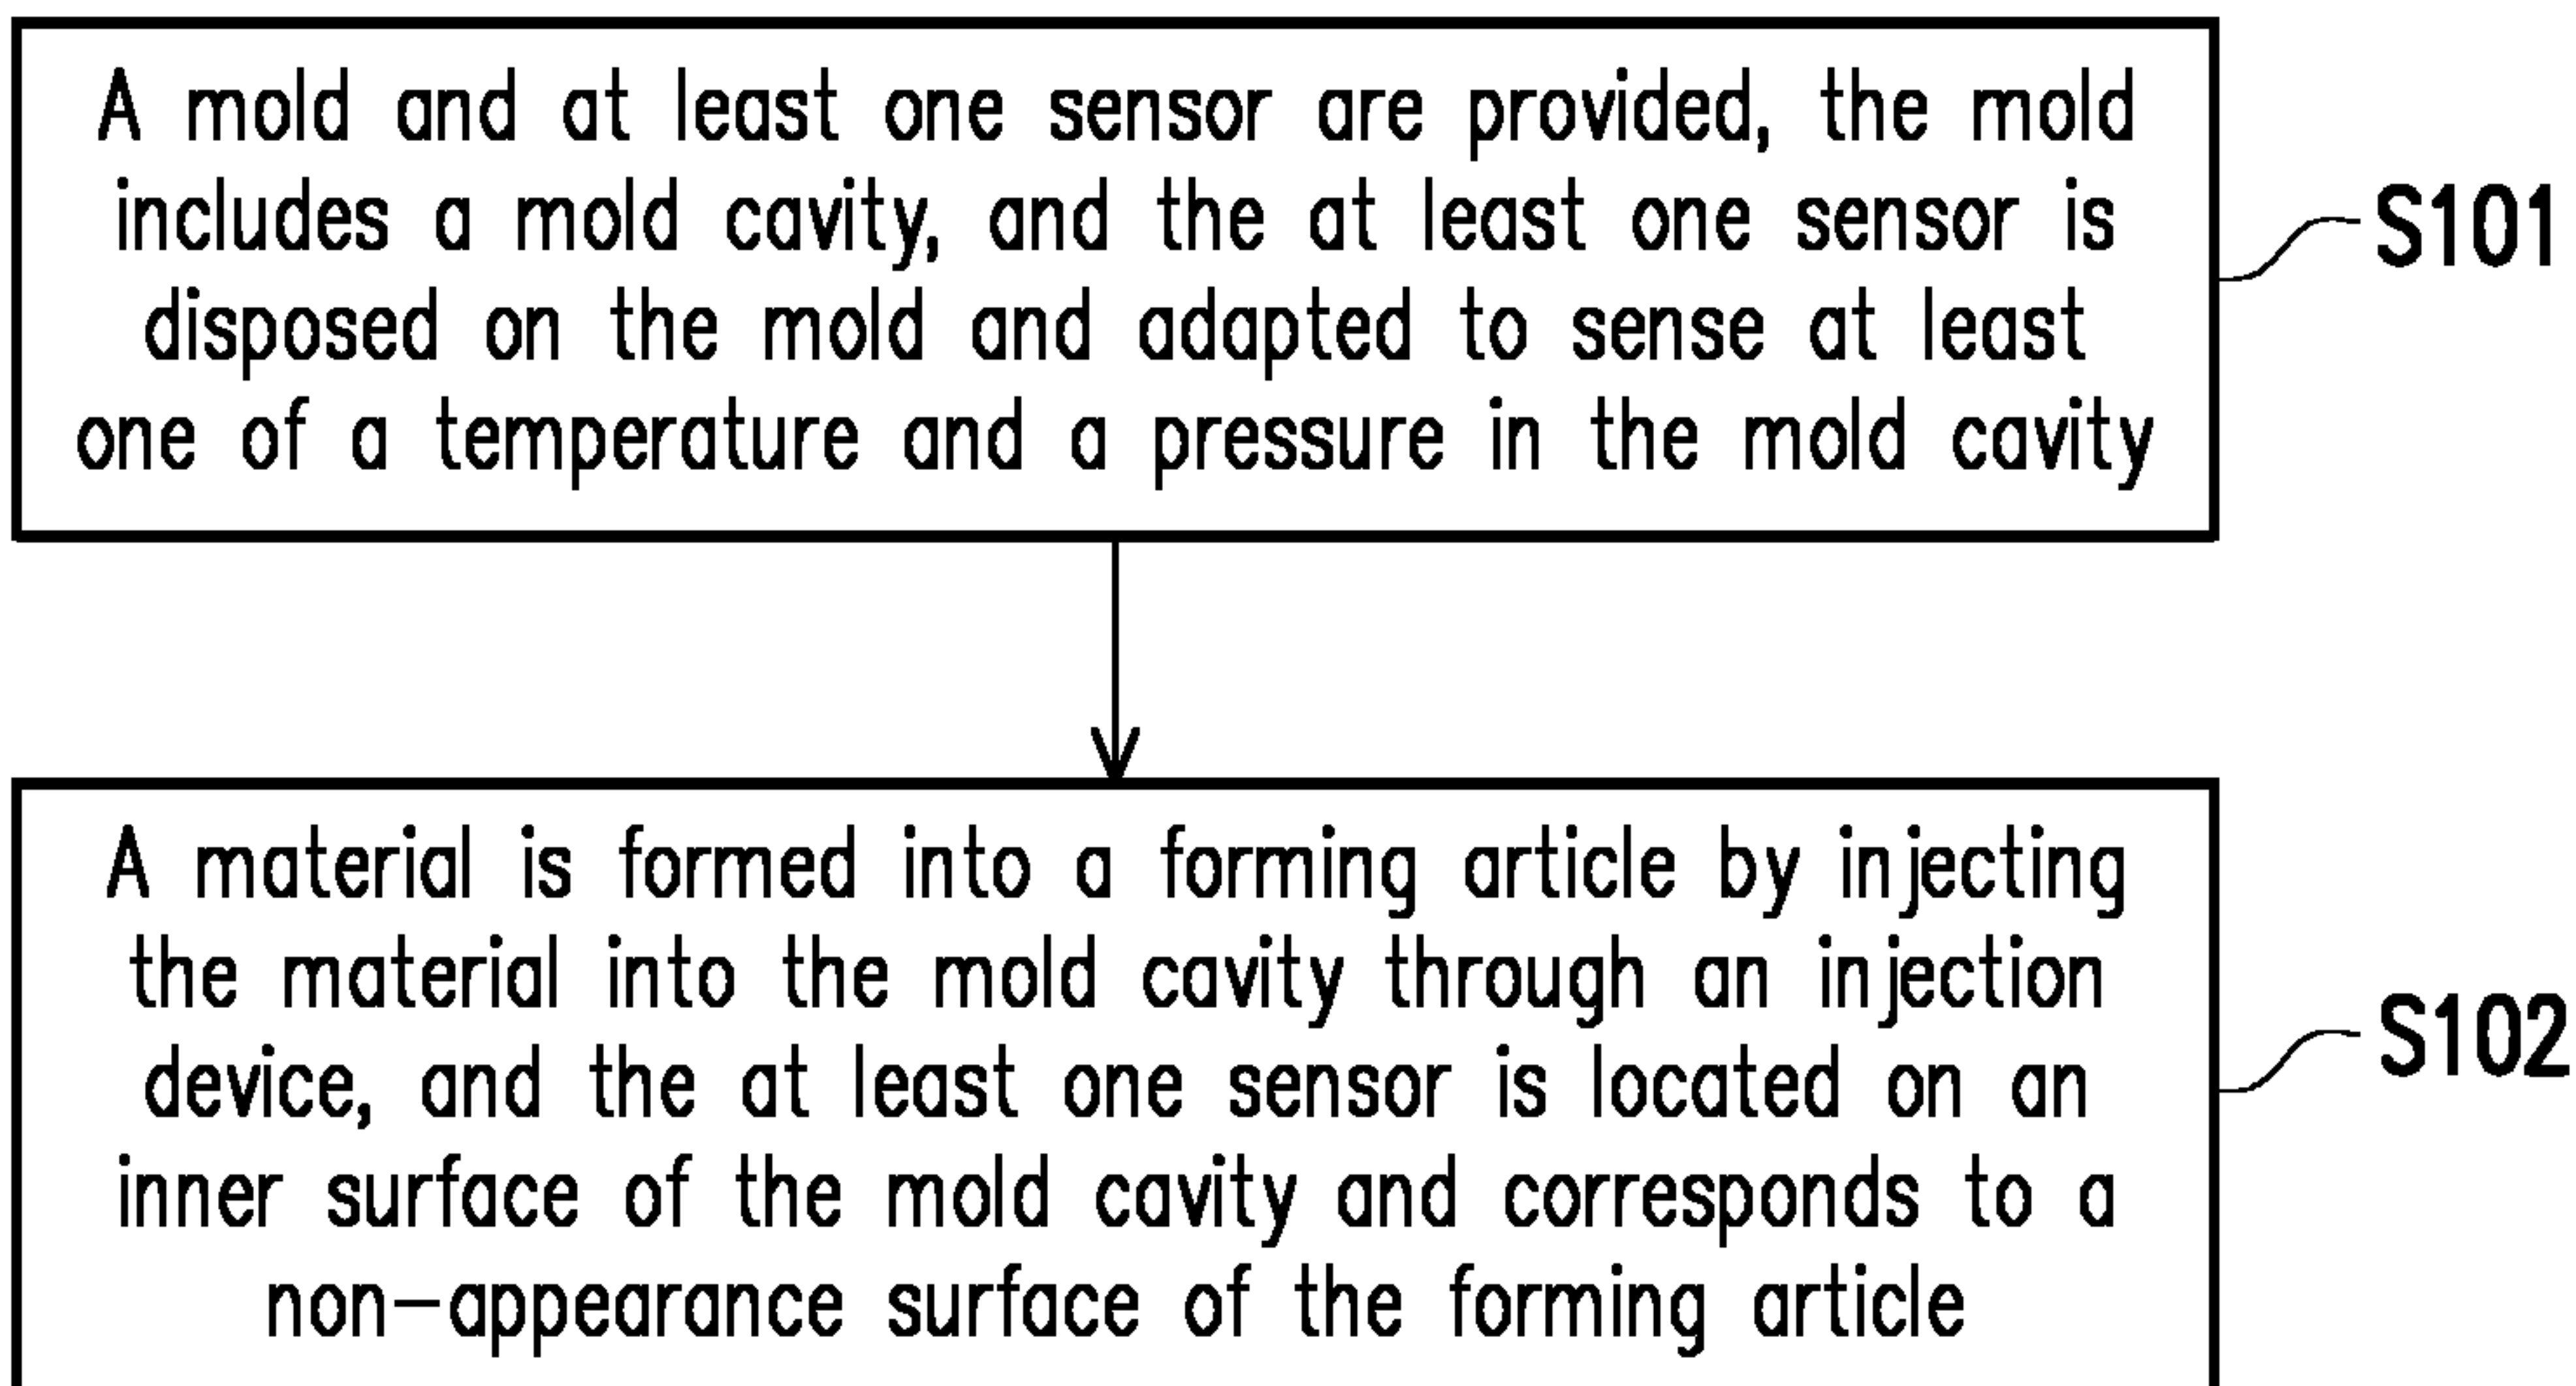 A mold and at least one sensor are provided, the mold
includes a mold cavity, and the at least one sensor is
disposed on the mold and adapted to sense at least
one of a temperature and a pressure in the mold cavity
S101
A material is formed into a forming article by injecting
the material into the mold cavity through an injection
device, and the at least one sensor is located on an
inner surface of the mold cavity and corresponds to a
non-appearance surface of the forming article
S102